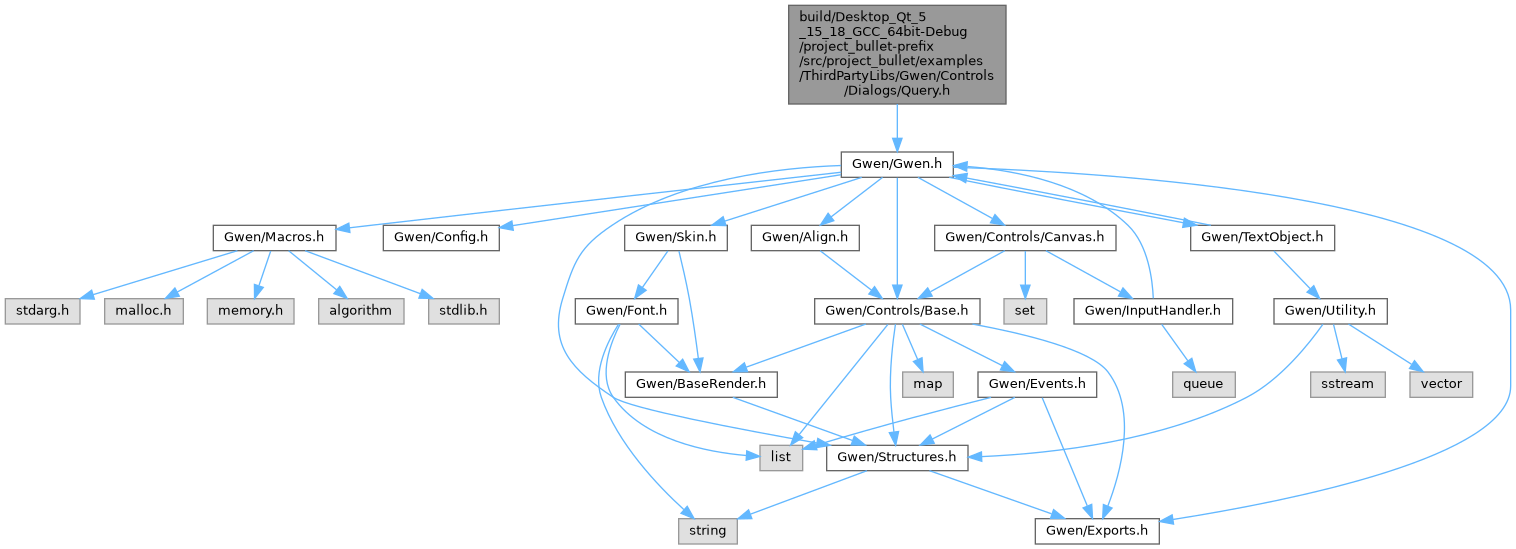 build/Desktop_Qt_5
_15_18_GCC_64bit-Debug
/project_bullet-prefix
/src/project_bullet/examples
/ThirdPartyLibs/Gwen/Controls
/Dialogs/Query.h
Gwen/Gwen.h
Gwen/Macros.h
Gwen/Config.h
Gwen/Skin.h
Gwen/Align.h
Gwen/Controls/Canvas.h
Gwen/TextObject.h
stdarg.h
malloc.h
memory.h
algorithm
stdlib.h
Gwen/Font.h
Gwen/Controls/Base.h
set
Gwen/InputHandler.h
Gwen/Utility.h
Gwen/BaseRender.h
map
Gwen/Events.h
queue
sstream
vector
list
Gwen/Structures.h
string
Gwen/Exports.h